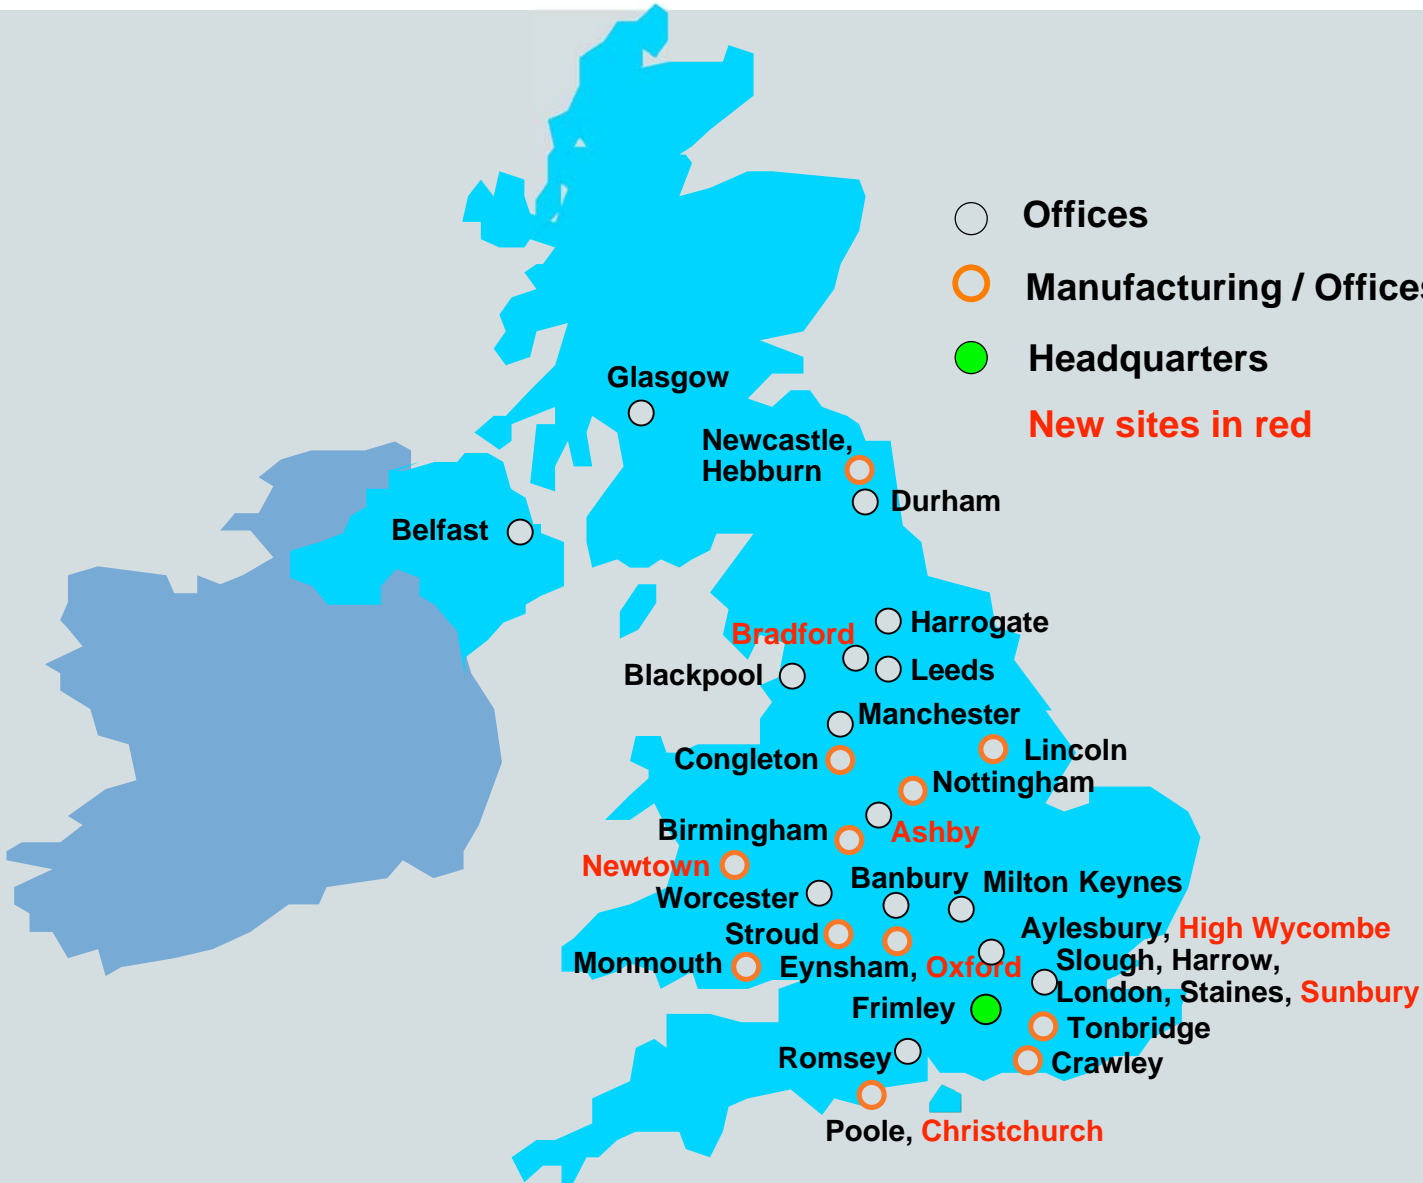 Offices
Manufacturing / Offices
Headquarters
New sites in red
Glasgow
Newcastle,
Hebburn
Durham
Belfast
Harrogate
Bradford
Leeds
Blackpool
Manchester
Congleton
Lincoln
Nottingham
Birmingham
Ashby
Newtown
Banbury
Milton Keynes
Worcester
Stroud
Aylesbury, High Wycombe
Monmouth
Eynsham, Oxford
Slough, Harrow,
London, Staines, Sunbury
Frimley
Tonbridge
Romsey
Crawley
Poole, Christchurch